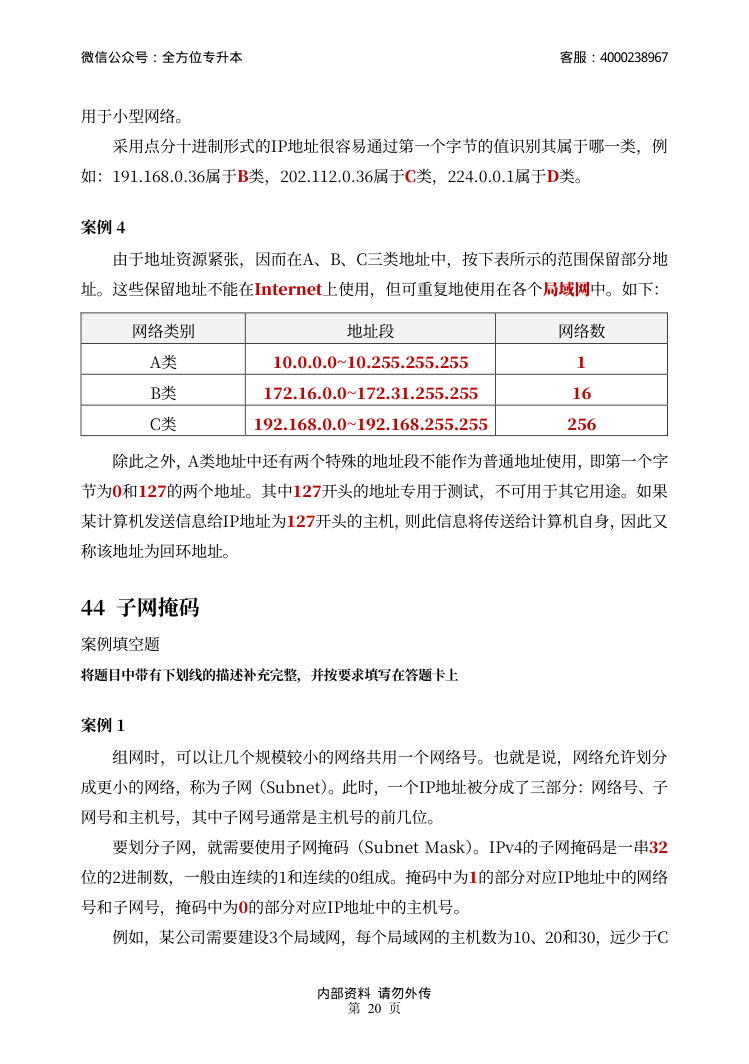 微信公众号：全方位专升本 客服：4000238967
用于小型网络。
采用点分十进制形式的IP地址很容易通过第一个字节的值识别其属于哪一类，例
如：191.168.0.36属于B类，202.112.0.36属于C类，224.0.0.1属于D类。
案例 4
由于地址资源紧张，因而在A、B、C三类地址中，按下表所示的范围保留部分地
址。这些保留地址不能在Internet上使用，但可重复地使用在各个局域网中。如下：
网络类别 地址段 网络数
A类 10.0.0.0~10.255.255.255 1
B类 172.16.0.0~172.31.255.255 16
C类 192.168.0.0~192.168.255.255 256
除此之外，A类地址中还有两个特殊的地址段不能作为普通地址使用，即第一个字
节为0和127的两个地址。其中127开头的地址专用于测试，不可用于其它用途。如果
某计算机发送信息给IP地址为127开头的主机，则此信息将传送给计算机自身，因此又
称该地址为回环地址。
44 子网掩码
案例填空题
将题目中带有下划线的描述补充完整，并按要求填写在答题卡上
案例 1
组网时，可以让几个规模较小的网络共用一个网络号。也就是说，网络允许划分
成更小的网络，称为子网（Subnet）。此时，一个IP地址被分成了三部分：网络号、子
网号和主机号，其中子网号通常是主机号的前几位。
要划分子网，就需要使用子网掩码（Subnet Mask）。IPv4的子网掩码是一串32
位的2进制数，一般由连续的1和连续的0组成。掩码中为1的部分对应IP地址中的网络
号和子网号，掩码中为0的部分对应IP地址中的主机号。
例如，某公司需要建设3个局域网，每个局域网的主机数为10、20和30，远少于C
内部资料 请勿外传
第 20 页